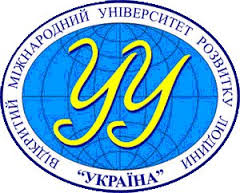 ВІДКРИТИЙ МІЖНАРОДНИЙ УНІВЕРСИТЕТ РОЗВИТКУ ЛЮДИНИ
УУ
“УКРАЇНА”